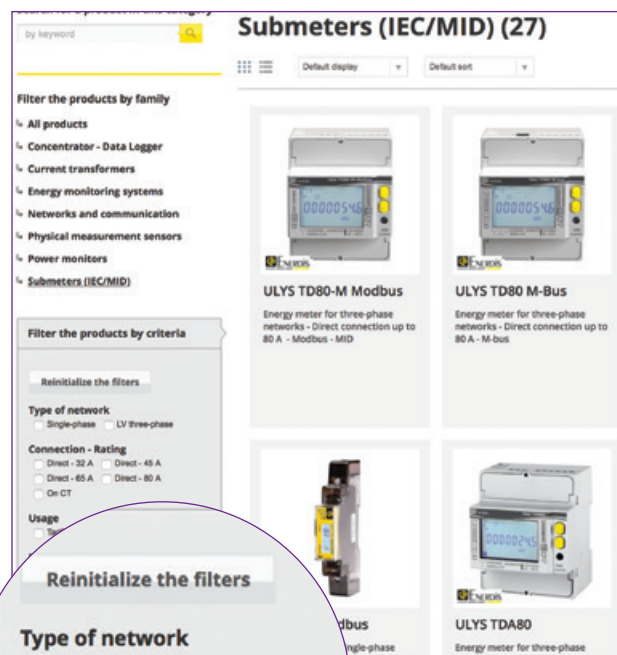 Submeters (IEC/MID) (27)
by keyword
Default display
Default sort
Filter the products by family
All products
Concentrator - Data Logger
Current transformers
Energy monitoring systems
Networks and communication
Physical measurement sensors
Power monitors
Submeters (IEC/MID)
Filter the products by criteria
Reinitialize the filters
Type of network
Single-phase
LV three-phase
Connection - Rating
Direct - 32 A
Direct - 45 A
Direct - 65 A
Direct - 80 A
On CT
Usage
Reinitialize the filters
Type of network
ENERDIS
ULYS TD80-M Modbus
Energy meter for three-phase
networks - Direct connection up to
80 A - Modbus - MID
ENERDIS
ULYS TD80 M-Bus
Energy meter for three-phase
networks - Direct connection up to
80 A - M-bus
dbus
ngle-phase
ENERDIS
ULYS TDA80
Energy meter for three-phase